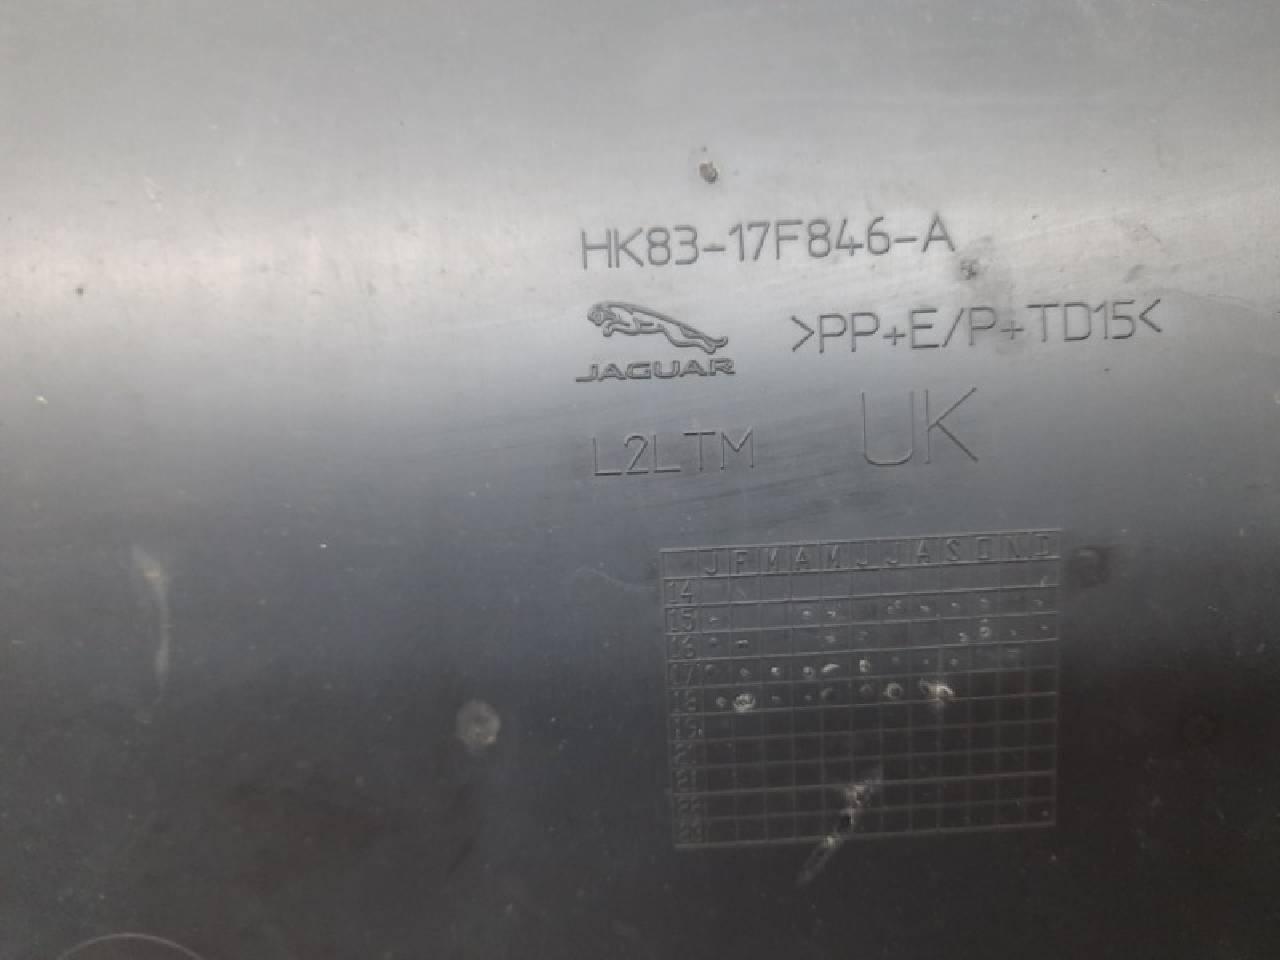 HK83-17F846-A
JAGUAR >PP+E/P+TD15<
L2LTM UK
J F M A M J J A S O N D
14
15
16
17
18
19